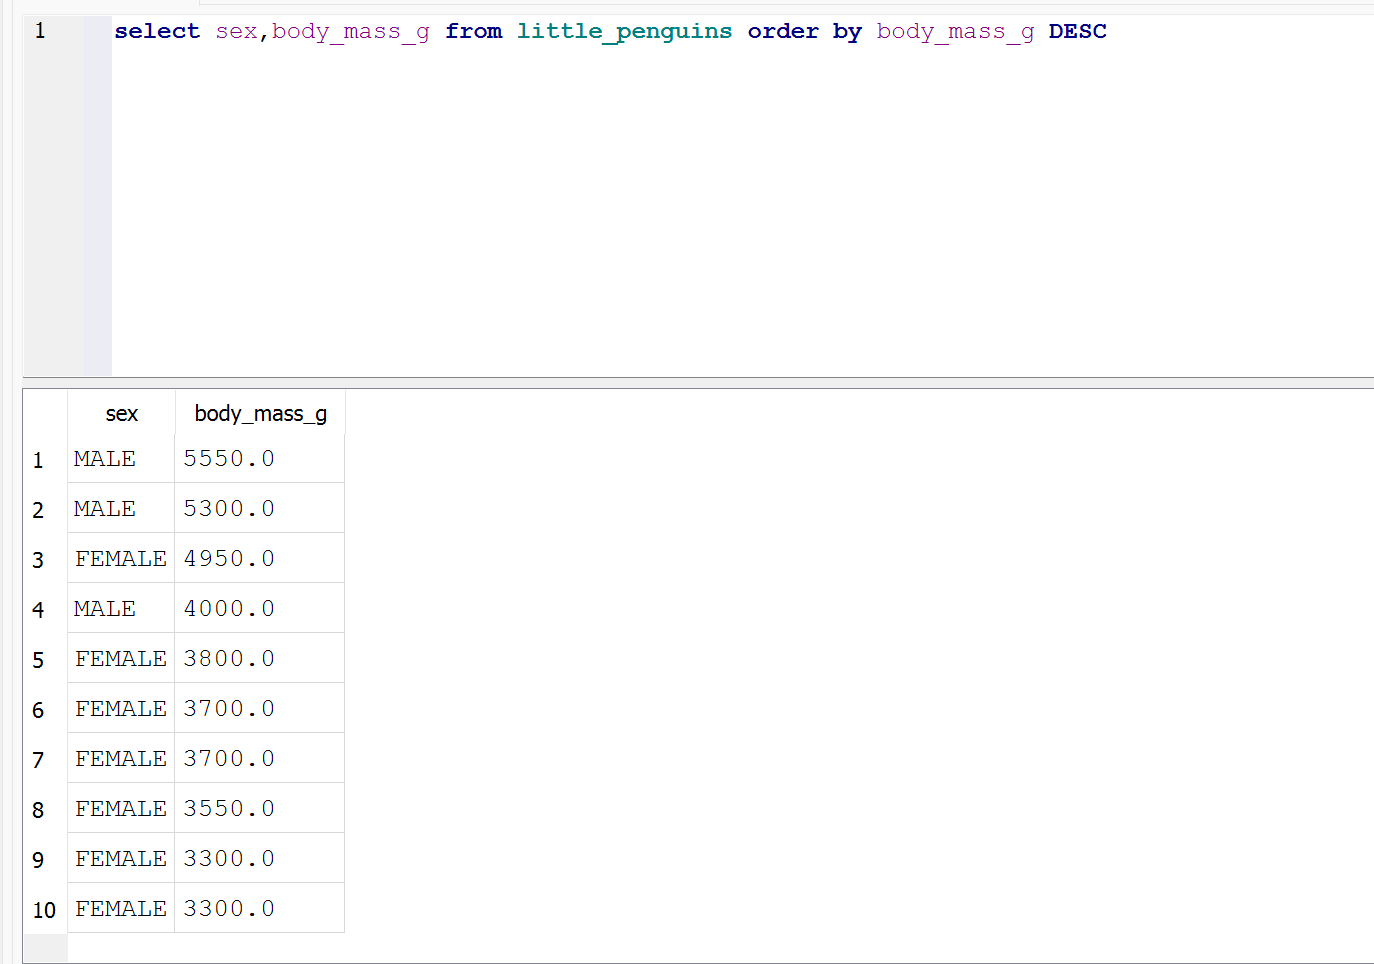 1 select sex,body_mass_g from little_penguins order by body_mass_g DESC
sex body_mass_g
1 MALE 5550.0
2 MALE 5300.0
3 FEMALE 4950.0
4 MALE 4000.0
5 FEMALE 3800.0
6 FEMALE 3700.0
7 FEMALE 3700.0
8 FEMALE 3550.0
9 FEMALE 3300.0
10 FEMALE 3300.0